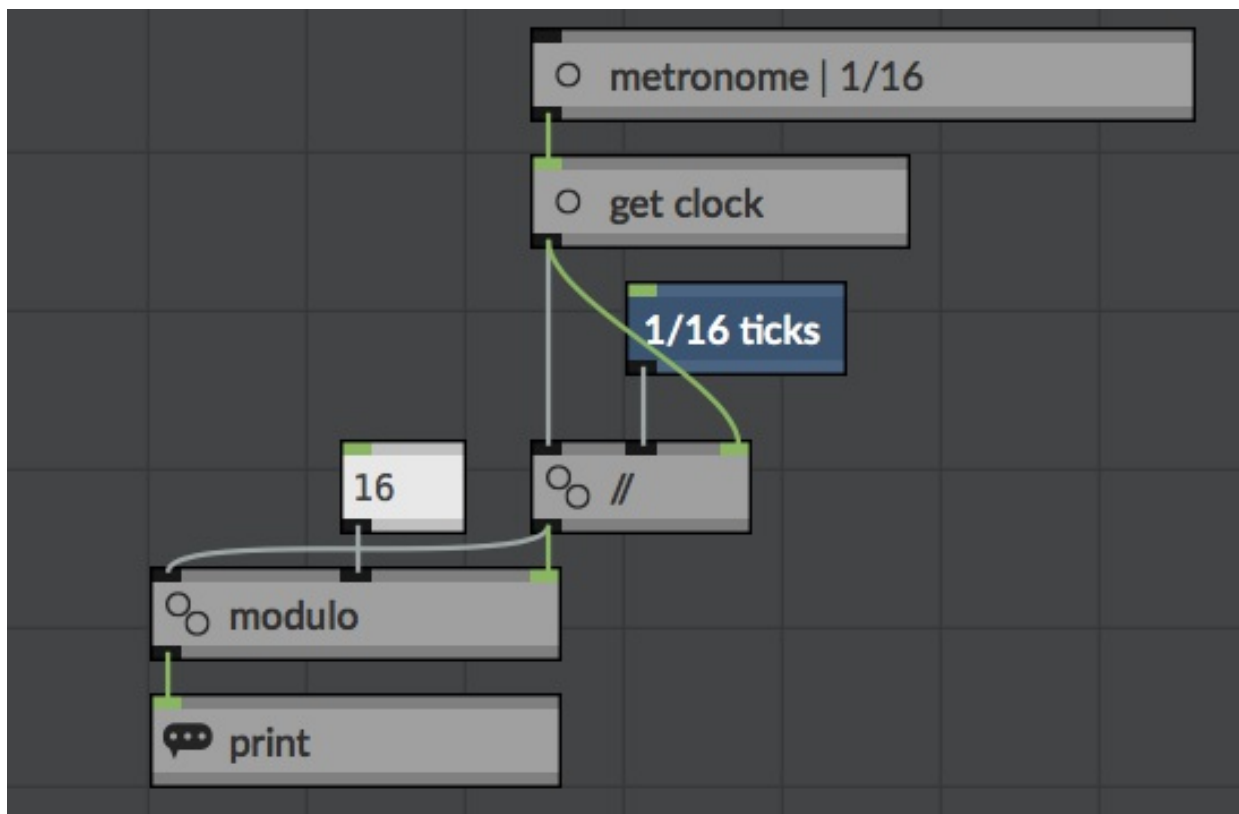 metronome | 1/16
get clock
1/16 ticks
16
//
modulo
print